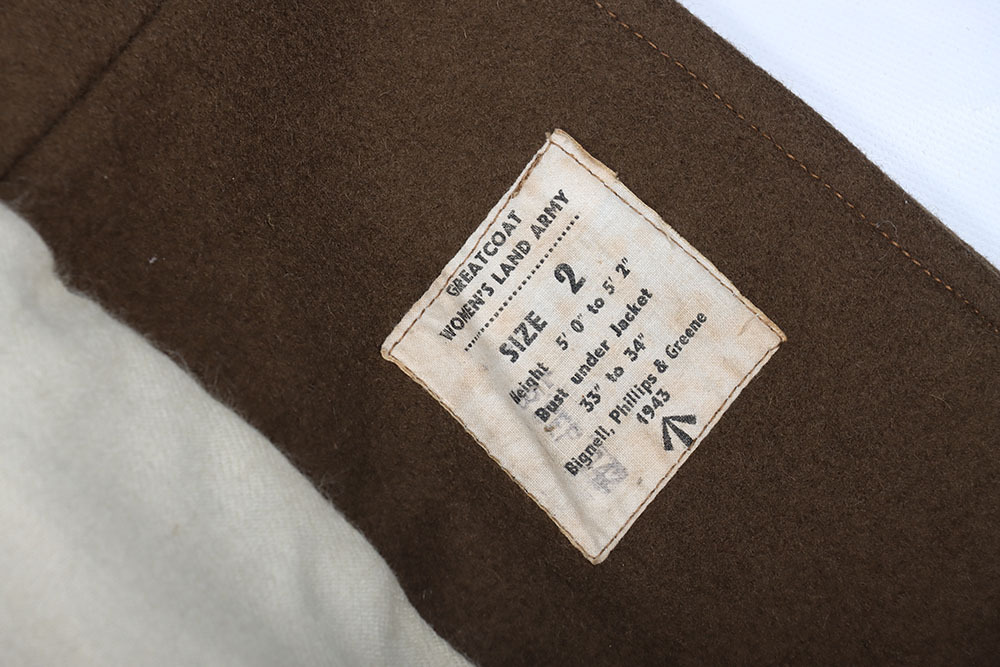 GREATCOAT
WOMEN'S LAND ARMY
SIZE 2
Height 5' 0" to 5' 2"
Bust under Jacket
33" to 34"
Bignell, Phillips & Greene
1943